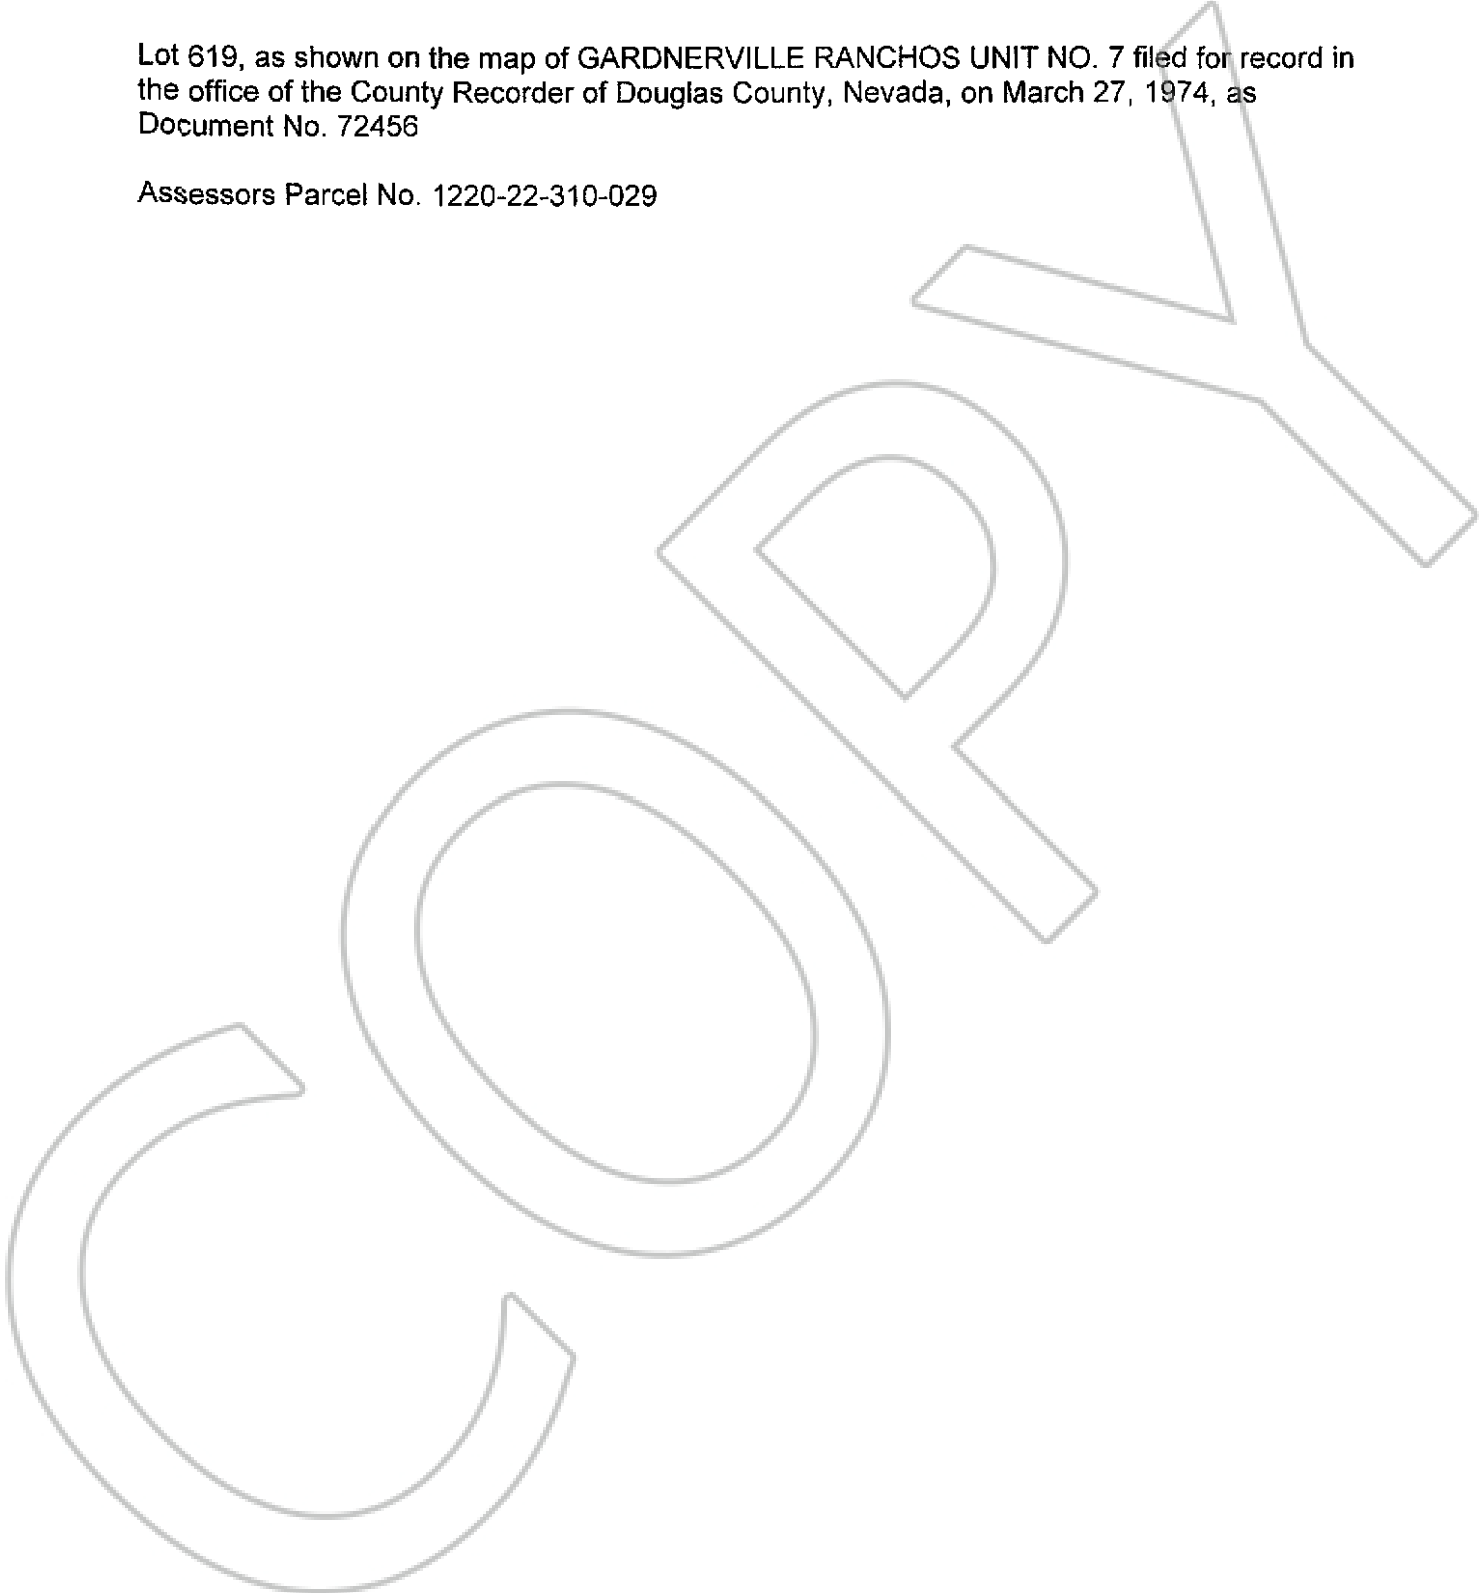 Lot 619, as shown on the map of GARDNERVILLE RANCHOS UNIT NO. 7 filed for record in
the office of the County Recorder of Douglas County, Nevada, on March 27, 1974, as
Document No. 72456
Assessors Parcel No. 1220-22-310-029
COPY